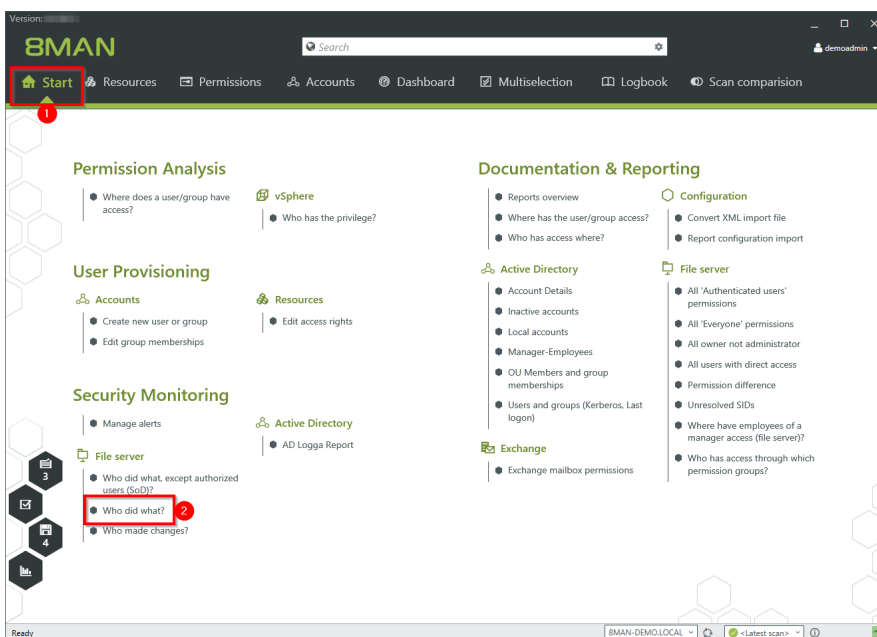 Version:
8MAN
Search
demoadmin
Start
Resources
Permissions
Accounts
Dashboard
Multiselection
Logbook
Scan comparision
1
Permission Analysis
Where does a user/group have
access?
vSphere
Who has the privilege?
User Provisioning
Accounts
Create new user or group
Edit group memberships
Resources
Edit access rights
Security Monitoring
Manage alerts
Active Directory
AD Logga Report
File server
Who did what, except authorized
users (SoD)?
Who did what?
2
Who made changes?
3
4
Documentation & Reporting
Reports overview
Where has the user/group access?
Who has access where?
Configuration
Convert XML import file
Report configuration import
Active Directory
Account Details
Inactive accounts
Local accounts
Manager-Employees
OU Members and group
memberships
Users and groups (Kerberos, Last
logon)
Exchange
Exchange mailbox permissions
File server
All 'Authenticated users'
permissions
All 'Everyone' permissions
All owner not administrator
All users with direct access
Permission difference
Unresolved SIDs
Where have employees of a
manager access (file server)?
Who has access through which
permission groups?
Ready
8MAN-DEMO.LOCAL
<Latest scan>